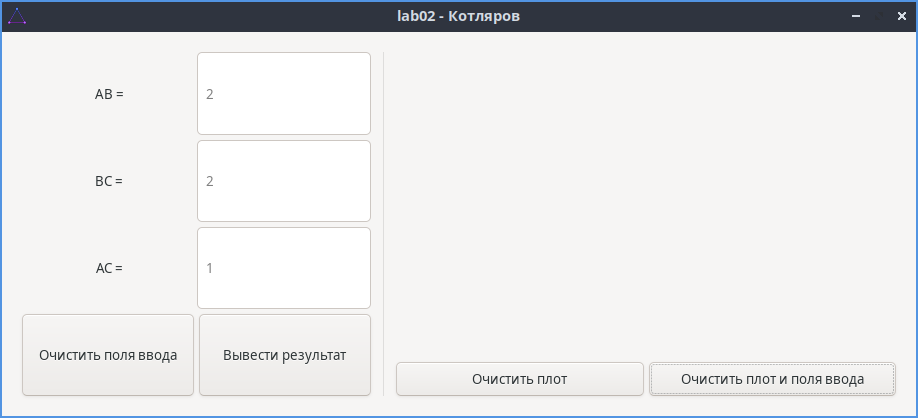 lab02 - Котляров
AB =
2
BC =
2
AC =
1
Очистить поля ввода
Вывести результат
Очистить плот
Очистить плот и поля ввода